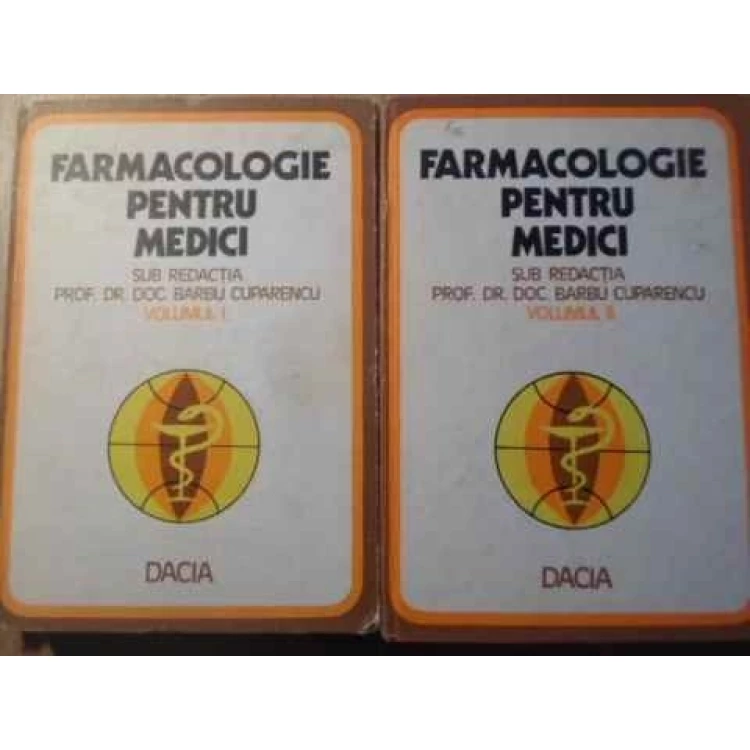 FARMACOLOGIE
PENTRU
MEDICI
SUB REDACȚIA
PROF. DR. DOC. BARBU CUPARENCU
VOLUMUL I
DACIA
FARMACOLOGIE
PENTRU
MEDICI
SUB REDACȚIA
PROF. DR. DOC. BARBU CUPARENCU
VOLUMUL II
DACIA